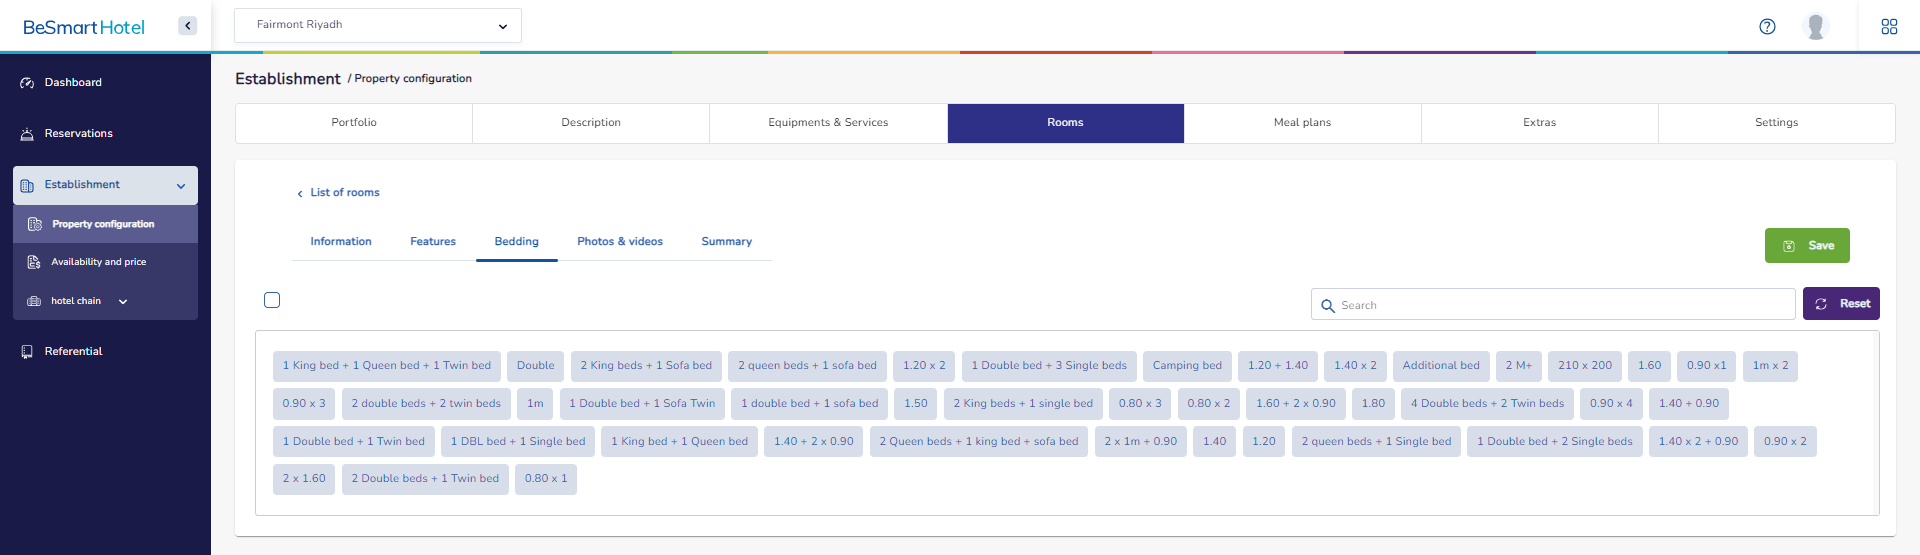 BeSmartHotel
Fairmont Riyadh
Dashboard
Reservations
Establishment
Property configuration
Availability and price
hotel chain
Referential
Establishment / Property configuration
Portfolio
Description
Equipments & Services
Rooms
Meal plans
Extras
Settings
List of rooms
Information
Features
Bedding
Photos & videos
Summary
Save
Search
Reset
1 King bed + 1 Queen bed + 1 Twin bed
Double
2 King beds + 1 Sofa bed
2 queen beds + 1 sofa bed
1.20 x 2
1 Double bed + 3 Single beds
Camping bed
1.20 + 1.40
1.40 x 2
Additional bed
2 M+
210 x 200
1.60
0.90 x1
1m x 2
0.90 x 3
2 double beds + 2 twin beds
1m
1 Double bed + 1 Sofa Twin
1 double bed + 1 sofa bed
1.50
2 King beds + 1 single bed
0.80 x 3
0.80 x 2
1.60 + 2 x 0.90
1.80
4 Double beds + 2 Twin beds
0.90 x 4
1.40 + 0.90
1 Double bed + 1 Twin bed
1 DBL bed + 1 Single bed
1 King bed + 1 Queen bed
1.40 + 2 x 0.90
2 Queen beds + 1 king bed + sofa bed
2 x 1m + 0.90
1.40
1.20
2 queen beds + 1 Single bed
1 Double bed + 2 Single beds
1.40 x 2 + 0.90
0.90 x 2
2 x 1.60
2 Double beds + 1 Twin bed
0.80 x 1